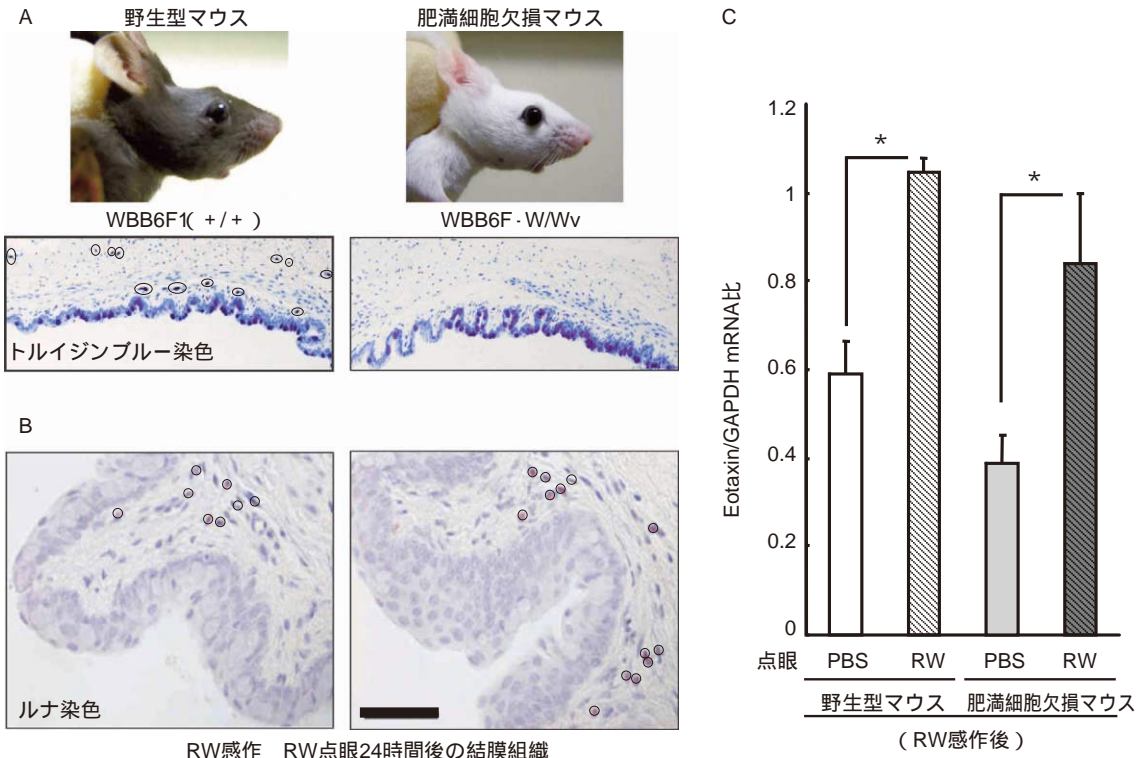 A
野生型マウス
肥満細胞欠損マウス
WBB6F1( +/+ )
WBB6F - W/Wv
トルイジンブルー染色
B
ルナ染色
RW感作 RW点眼24時間後の結膜組織
C
Eotaxin/GAPDH mRNA比
1.2
1
0.8
0.6
0.4
0.2
0
*
*
点眼 PBS RW PBS RW
野生型マウス 肥満細胞欠損マウス
( RW感作後 )